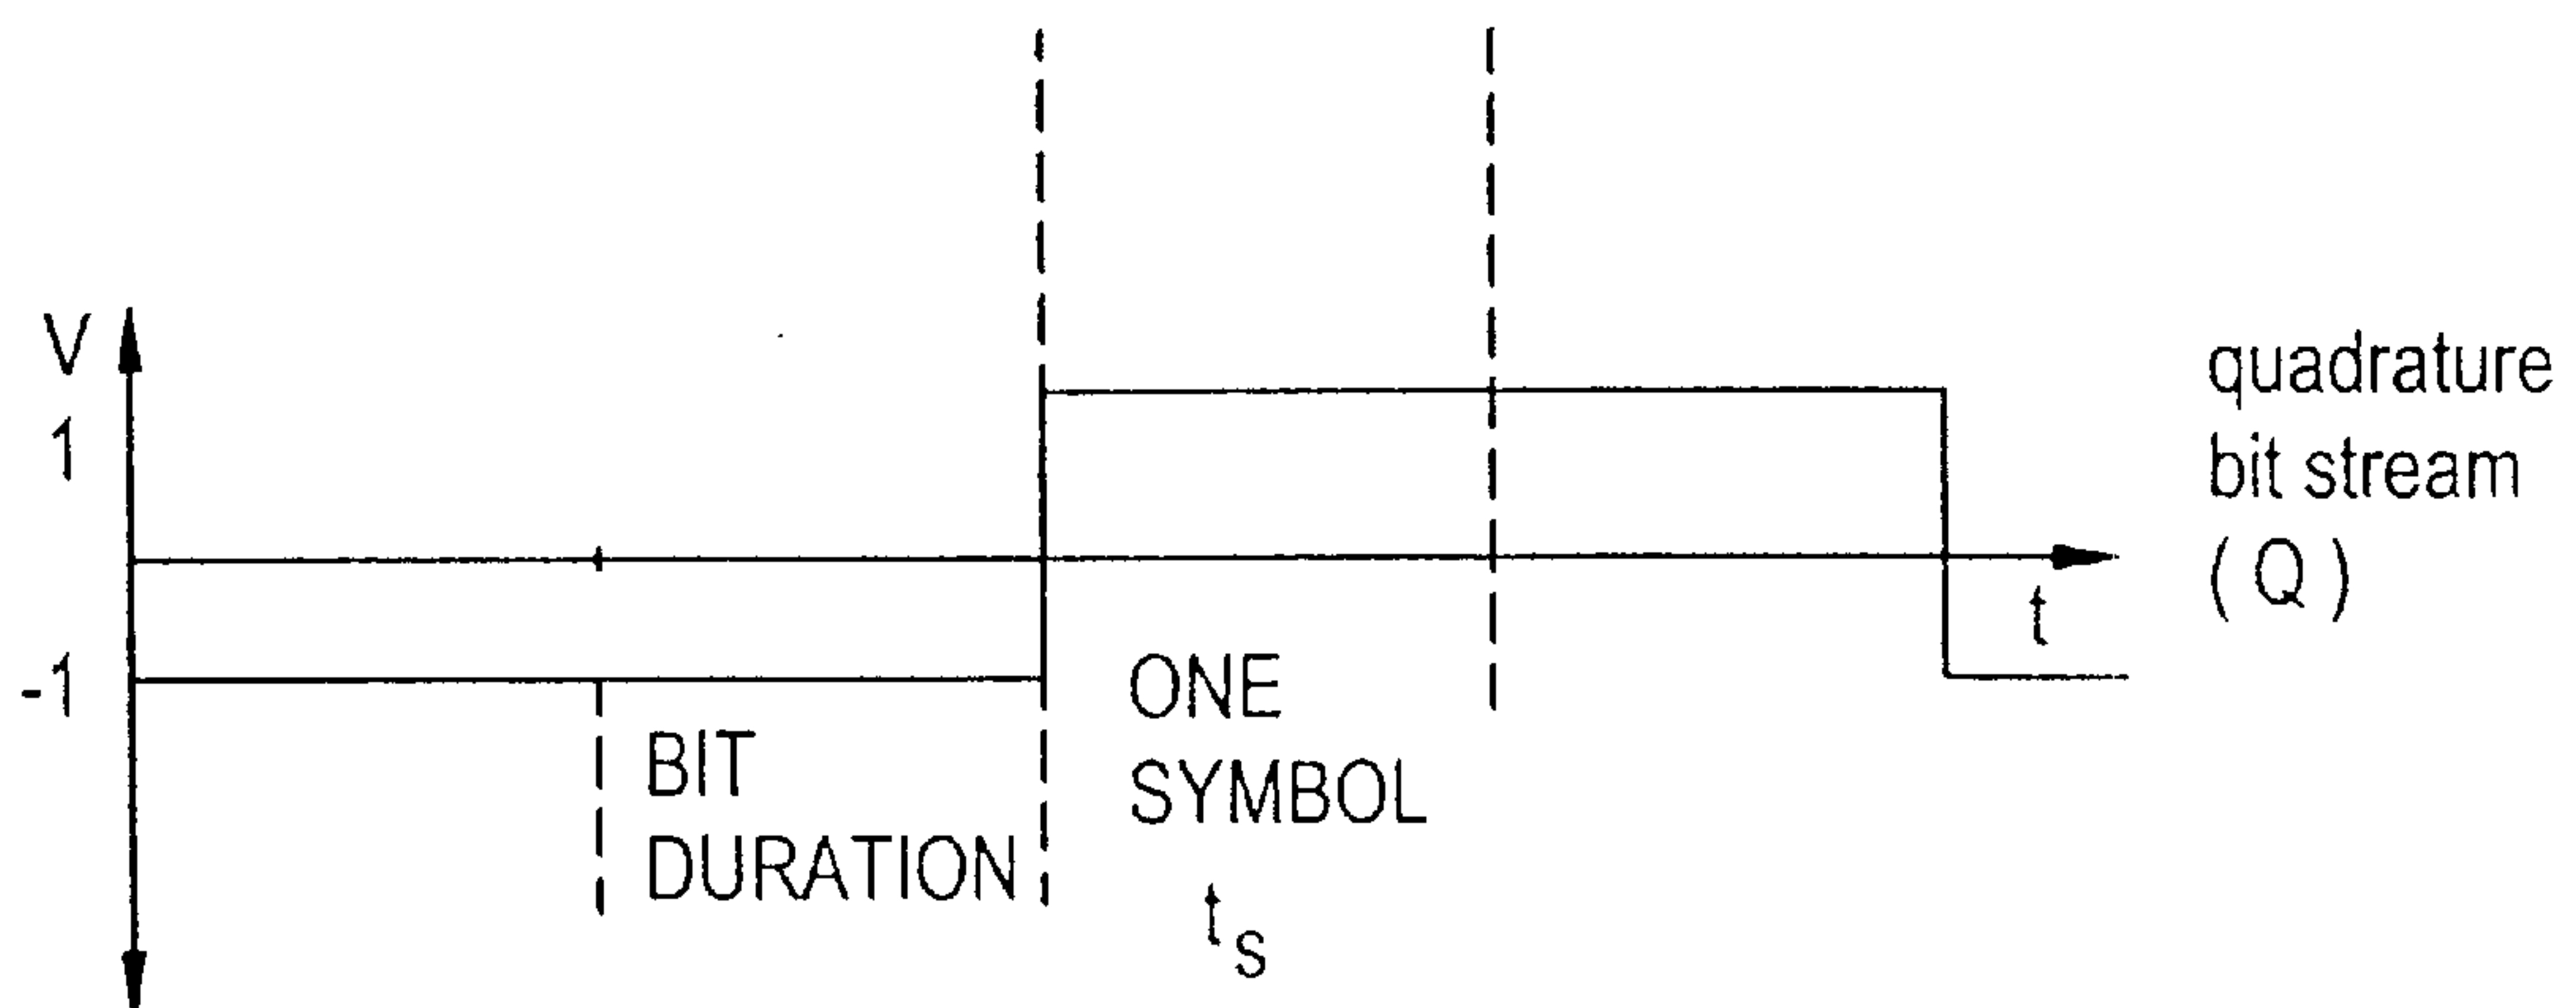 V
1
-1
quadrature
bit stream
( Q )
t
BIT
DURATION
ONE
SYMBOL
t_s